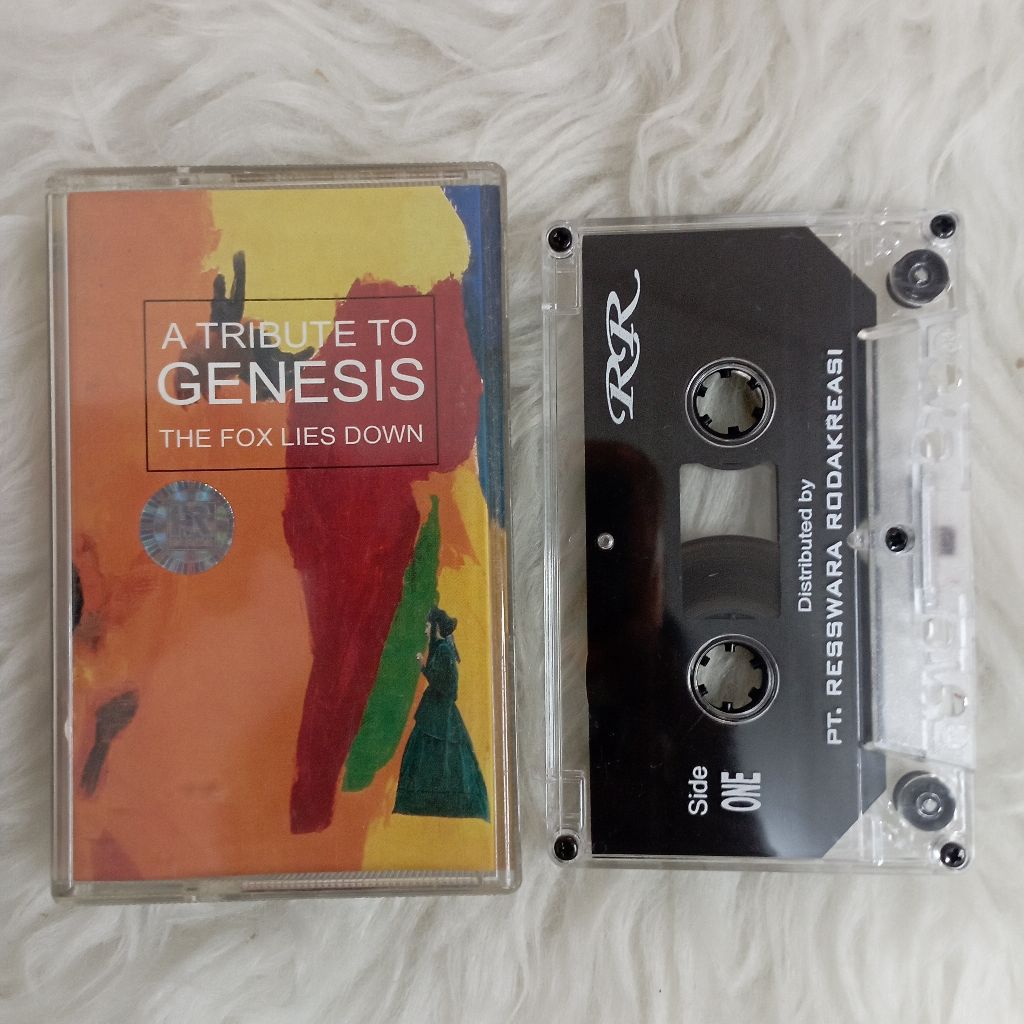 A TRIBUTE TO
GENESIS
THE FOX LIES DOWN
RR
Distributed by
PT. RESSWARA RODAKREASI
Side
ONE